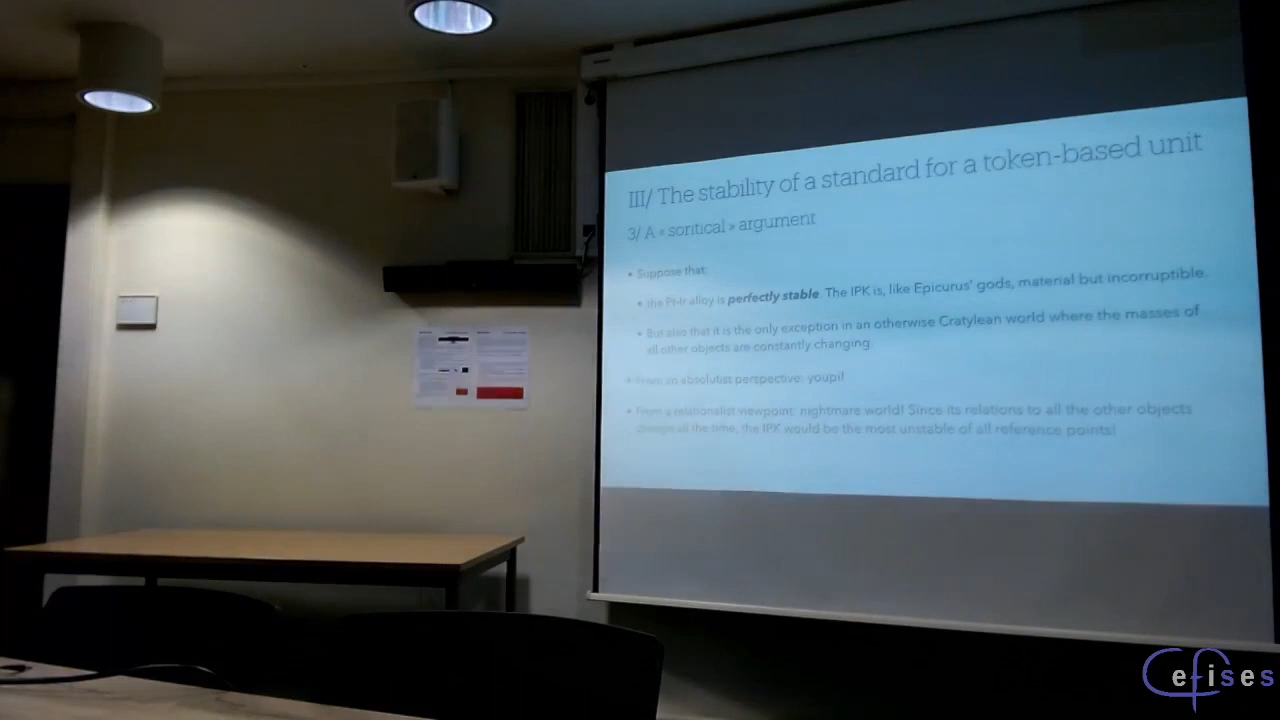 III/ The stability of a standard for a token-based unit
3/ A « soritical » argument
• Suppose that:
• the Pt-Ir alloy is perfectly stable. The IPK is, like Epicurus' gods, material but incorruptible.
• But also that it is the only exception in an otherwise Cratylean world where the masses of
all other objects are constantly changing
• From an absolutist perspective: youpi!
• From a relationalist viewpoint: nightmare world! Since its relations to all the other objects
change all the time, the IPK would be the most unstable of all reference points!
Cefises